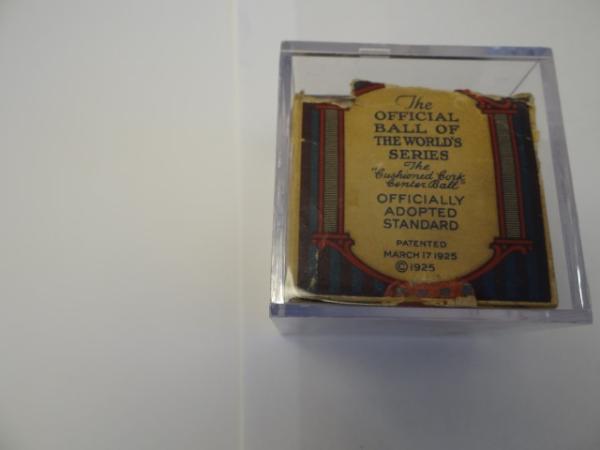 The
OFFICIAL
BALL OF
THE WORLD'S
SERIES
The
"Cushioned Cork
Center Ball"
OFFICIALLY
ADOPTED
STANDARD
PATENTED
MARCH 17 1925
© 1925